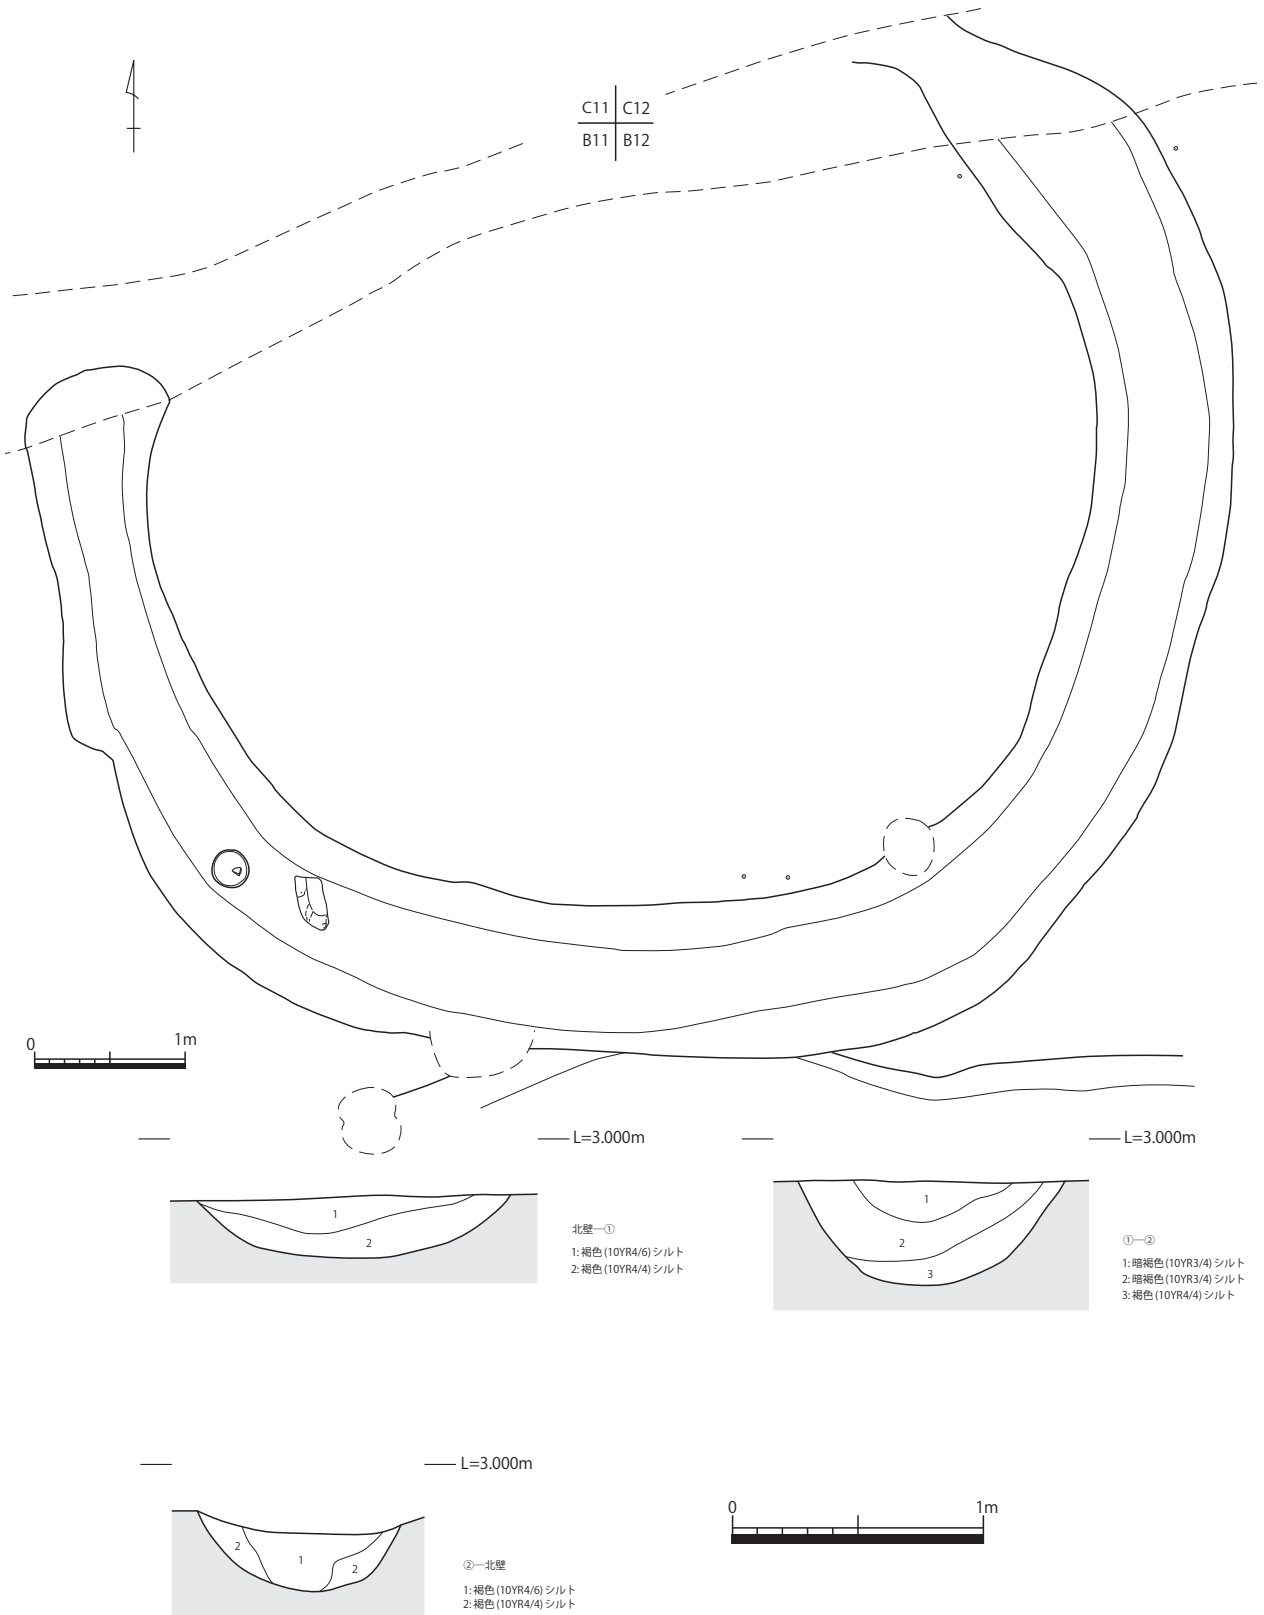 C11 C12
B11 B12
0 1m
L=3.000m
L=3.000m
1
2
北壁―①
1: 褐色 (10YR4/6) シルト
2: 褐色 (10YR4/4) シルト
1
2
3
①―②
1: 暗褐色 (10YR3/4) シルト
2: 暗褐色 (10YR3/4) シルト
3: 褐色 (10YR4/4) シルト
L=3.000m
2
1
2
②―北壁
1: 褐色 (10YR4/6) シルト
2: 褐色 (10YR4/4) シルト
0 1m